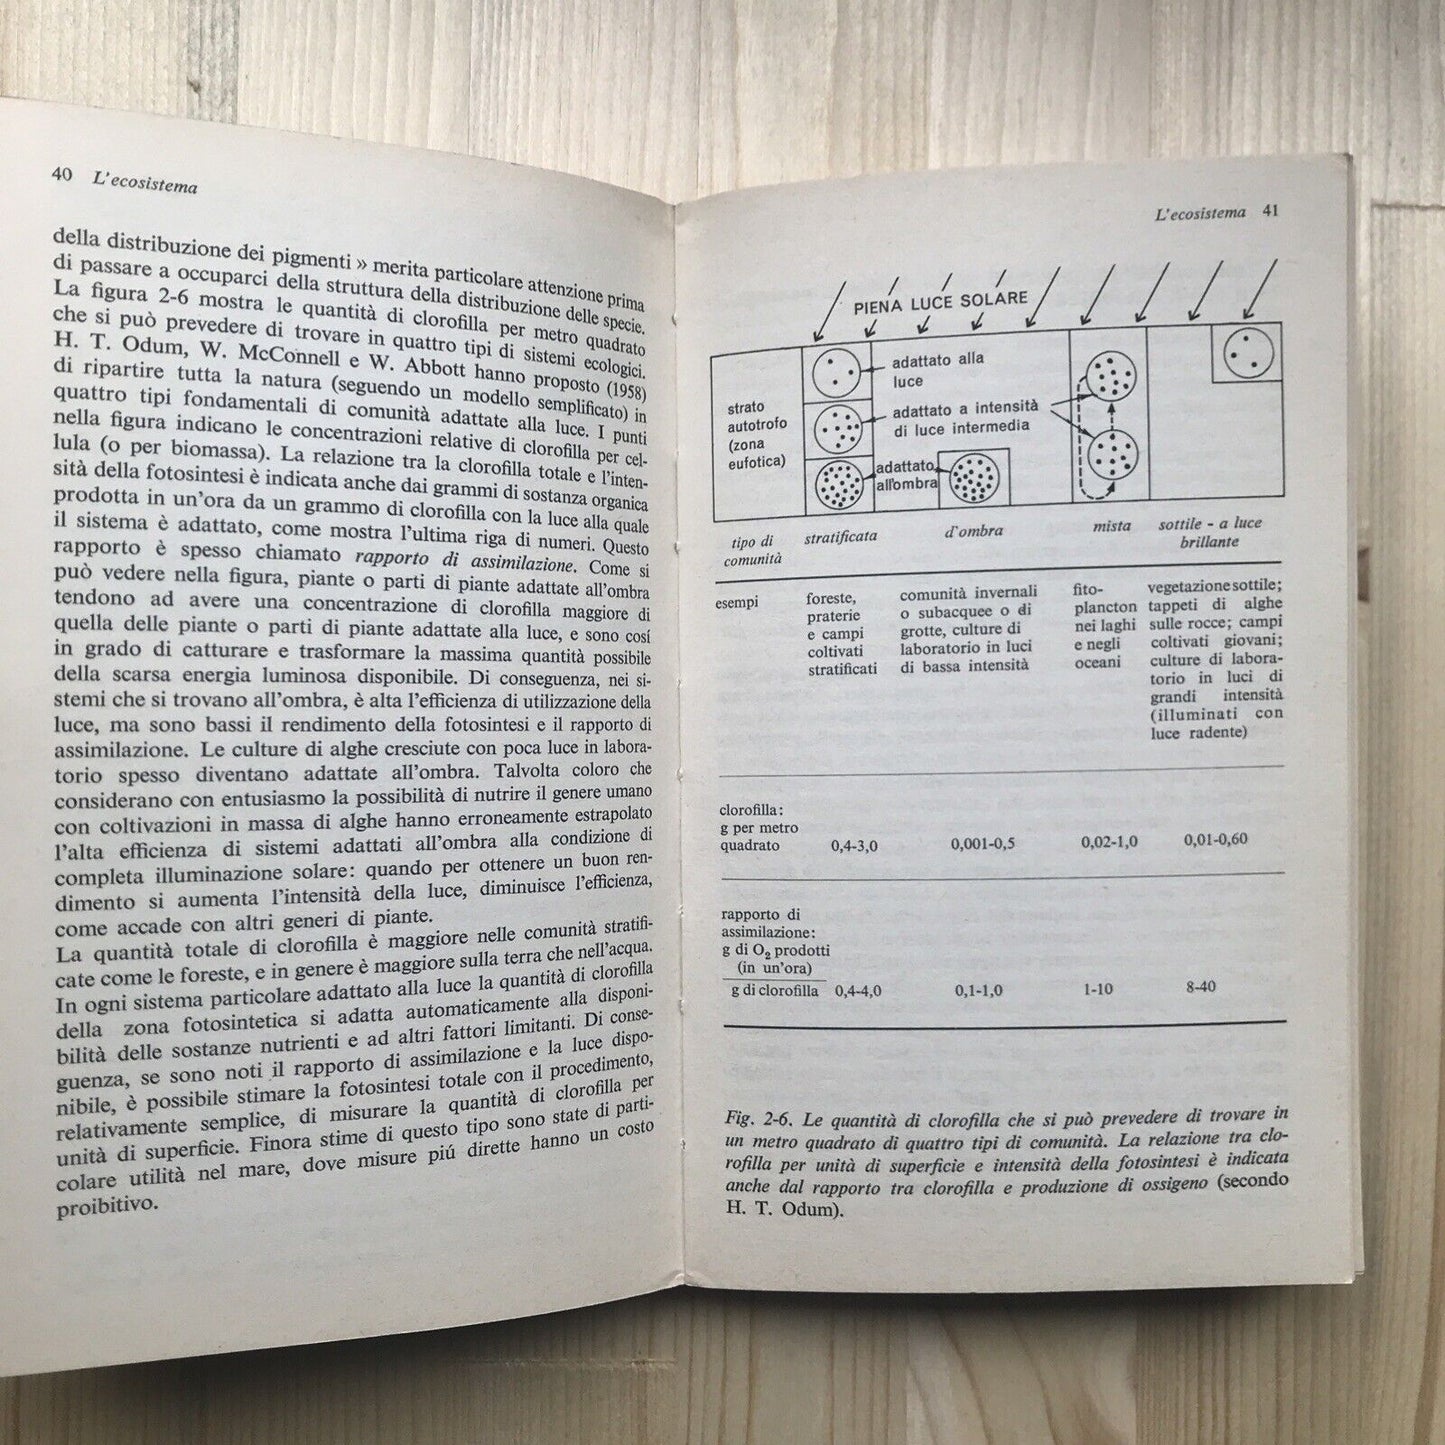 40 L'ecosistema
della distribuzione dei pigmenti » merita particolare attenzione prima
di passare a occuparci della struttura della distribuzione delle specie.
La figura 2-6 mostra le quantità di clorofilla per metro quadrato
che si può prevedere di trovare in quattro tipi di sistemi ecologici.
H. T. Odum, W. McConnell e W. Abbott hanno proposto (1958)
di ripartire tutta la natura (seguendo un modello semplificato) in
quattro tipi fondamentali di comunità adattate alla luce. I punti
nella figura indicano le concentrazioni relative di clorofilla per cel-
lula (o per biomassa). La relazione tra la clorofilla totale e l'inten-
sità della fotosintesi è indicata anche dai grammi di sostanza organica
prodotta in un'ora da un grammo di clorofilla con la luce alla quale
il sistema è adattato, come mostra l'ultima riga di numeri. Questo
rapporto è spesso chiamato rapporto di assimilazione. Come si
può vedere nella figura, piante o parti di piante adattate all'ombra
tendono ad avere una concentrazione di clorofilla maggiore di
quella delle piante o parti di piante adattate alla luce, e sono cosí
in grado di catturare e trasformare la massima quantità possibile
della scarsa energia luminosa disponibile. Di conseguenza, nei si-
stemi che si trovano all'ombra, è alta l'efficienza di utilizzazione della
luce, ma sono bassi il rendimento della fotosintesi e il rapporto di
assimilazione. Le culture di alghe cresciute con poca luce in labora-
torio spesso diventano adattate all'ombra. Talvolta coloro che
considerano con entusiasmo la possibilità di nutrire il genere umano
con coltivazioni in massa di alghe hanno erroneamente estrapolato
l'alta efficienza di sistemi adattati all'ombra alla condizione di
completa illuminazione solare: quando per ottenere un buon ren-
dimento si aumenta l'intensità della luce, diminuisce l'efficienza,
come accade con altri generi di piante.
La quantità totale di clorofilla è maggiore nelle comunità stratifi-
cate come le foreste, e in genere è maggiore sulla terra che nell'acqua.
In ogni sistema particolare adattato alla luce la quantità di clorofilla
della zona fotosintetica si adatta automaticamente alla disponi-
bilità delle sostanze nutrienti e ad altri fattori limitanti. Di conse-
guenza, se sono noti il rapporto di assimilazione e la luce dispo-
nibile, è possibile stimare la fotosintesi totale con il procedimento,
relativamente semplice, di misurare la quantità di clorofilla per
unità di superficie. Finora stime di questo tipo sono state di parti-
colare utilità nel mare, dove misure piú dirette hanno un costo
proibitivo.
L'ecosistema 41
PIENA LUCE SOLARE
strato
autotrofo
(zona
eufotica)
adattato alla
luce
adattato a intensità
di luce intermedia
adattato
all'ombra
tipo di
comunità
stratificata
d'ombra
mista
sottile - a luce
brillante
esempi
foreste,
praterie
e campi
coltivati
stratificati
comunità invernali
o subacquee o di
grotte, culture di
laboratorio in luci
di bassa intensità
fito-
plancton
nei laghi
e negli
oceani
vegetazione sottile;
tappeti di alghe
sulle rocce; campi
coltivati giovani;
culture di labora-
torio in luci di
grandi intensità
(illuminati con
luce radente)
clorofilla:
g per metro
quadrato 0,4-3,0 0,001-0,5 0,02-1,0 0,01-0,60
rapporto di
assimilazione:
g di O2 prodotti
(in un'ora)
g di clorofilla 0,4-4,0 0,1-1,0 1-10 8-40
Fig. 2-6. Le quantità di clorofilla che si può prevedere di trovare in
un metro quadrato di quattro tipi di comunità. La relazione tra clo-
rofilla per unità di superficie e intensità della fotosintesi è indicata
anche dal rapporto tra clorofilla e produzione di ossigeno (secondo
H. T. Odum).